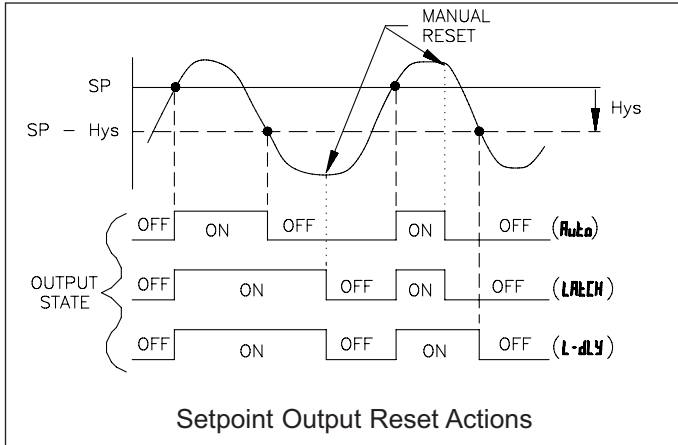 MANUAL
RESET
SP
Hys
SP - Hys
OFF ON OFF ON OFF (Auto)
OUTPUT
STATE
OFF ON OFF ON OFF (LAtCH)
OFF ON OFF ON OFF (L-dLY)
Setpoint Output Reset Actions